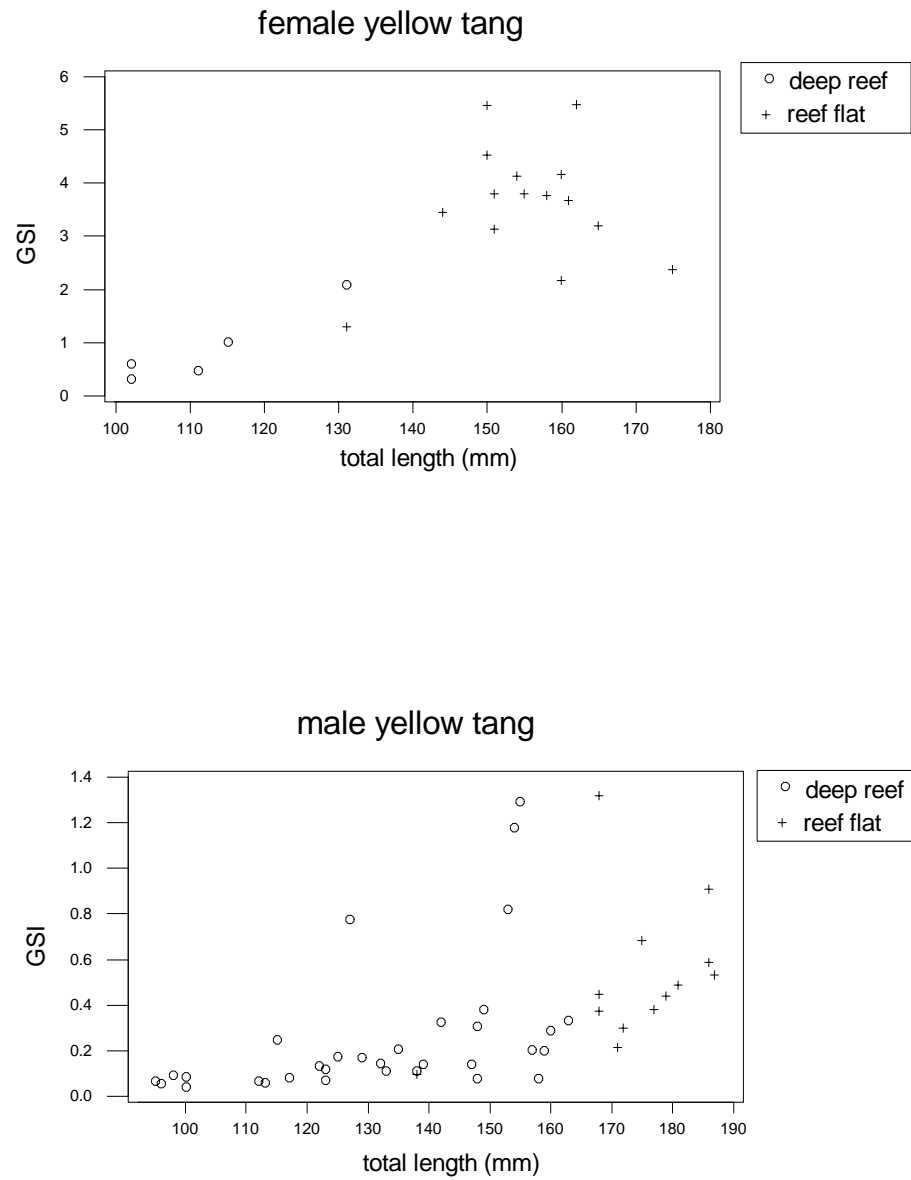 female yellow tang
deep reef
reef flat
6
5
4
3
2
1
0
GSI
100 110 120 130 140 150 160 170 180
total length (mm)
male yellow tang
deep reef
reef flat
1.4
1.2
1.0
0.8
0.6
0.4
0.2
0.0
GSI
100 110 120 130 140 150 160 170 180 190
total length (mm)